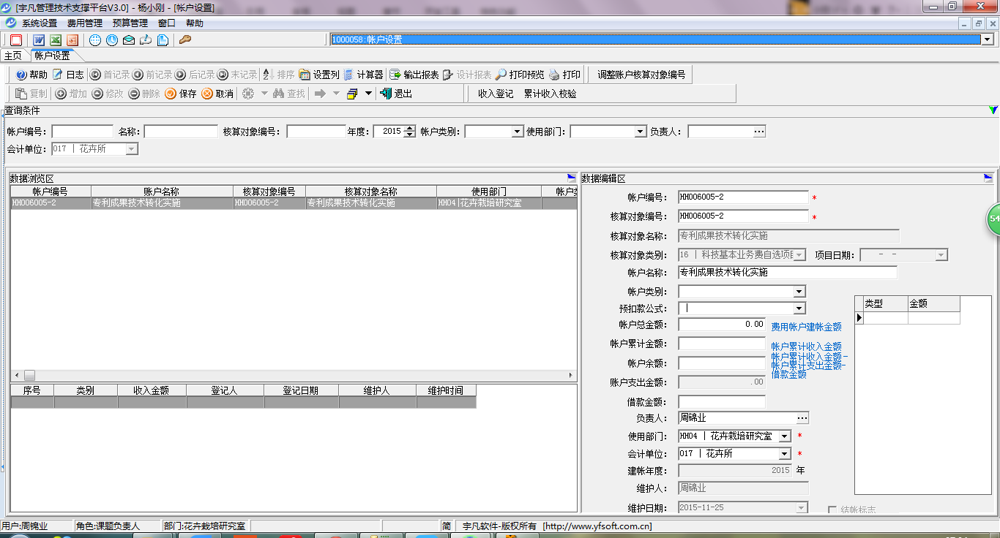 [宇凡管理技术支撑平台V3.0] - 杨小刚 - [帐户设置]
系统设置 费用管理 预算管理 窗口 帮助
1000058:帐户设置
主页 帐户设置
帮助 日志 首记录 前记录 后记录 末记录 排序 设置列 计算器 输出报表 设计报表 打印预览 打印 调整账户核算对象编号
复制 增加 修改 删除 保存 取消 查找 退出 收入登记 累计收入校验
查询条件
帐户编号: 名称: 核算对象编号: 年度: 2015 帐户类别: 使用部门: 负责人: ...
会计单位: 017 | 花卉所
数据浏览区
帐户编号 账户名称 核算对象编号 核算对象名称 使用部门
HH006005-2 专利成果技术转化实施 HH006005-2 专利成果技术转化实施 HH04|花卉栽培研究室
序号 类别 收入金额 登记人 登记日期 维护人 维护时间
数据编辑区
帐户编号: HH006005-2 *
核算对象编号: HH006005-2 *
核算对象名称: 专利成果技术转化实施
核算对象类别: 16 | 科技基本业务费自选项目 项目日期: - -
帐户名称: 专利成果技术转化实施
帐户类别:
预扣款公式: |
帐户总金额: 0.00 费用帐户建帐金额
帐户累计金额: 帐户累计收入金额
帐户余额: 帐户累计收入金额-
帐户累计支出金额-
借款金额
账户支出金额: .00
借款金额:
负责人: 周锦业 ...
使用部门: HH04 | 花卉栽培研究室 *
会计单位: 017 | 花卉所 *
建帐年度: 2015 年
维护人: 周锦业
维护日期: 2015-11-25 结帐标志
类型 金额
54
用户:周锦业 角色:课题负责人 部门:花卉栽培研究室 简 宇凡软件-版权所有 [http://www.yfsoft.com.cn]